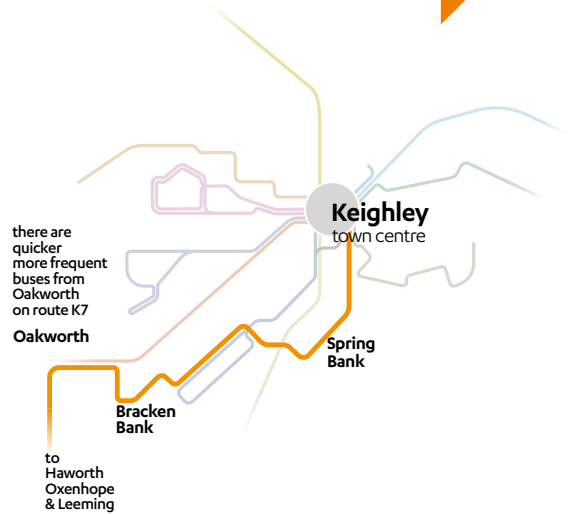 Keighley
town centre
there are
quicker
more frequent
buses from
Oakworth
on route K7
Oakworth
Spring
Bank
Bracken
Bank
to
Haworth
Oxenhope
& Leeming